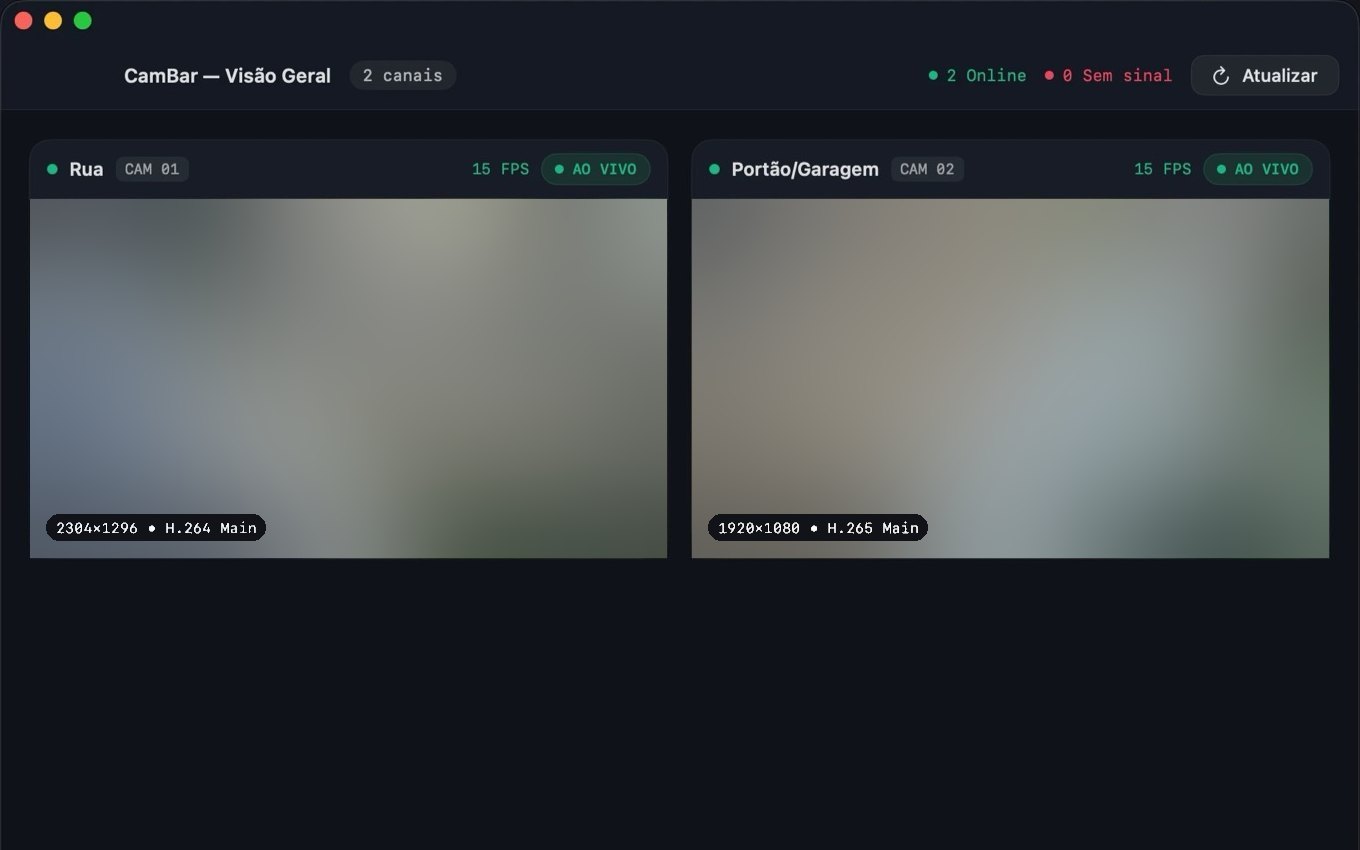 CamBar — Visão Geral
2 canais
2 Online
0 Sem sinal
Atualizar
Rua
CAM 01
15 FPS
AO VIVO
2304×1296 • H.264 Main
Portão/Garagem
CAM 02
15 FPS
AO VIVO
1920×1080 • H.265 Main